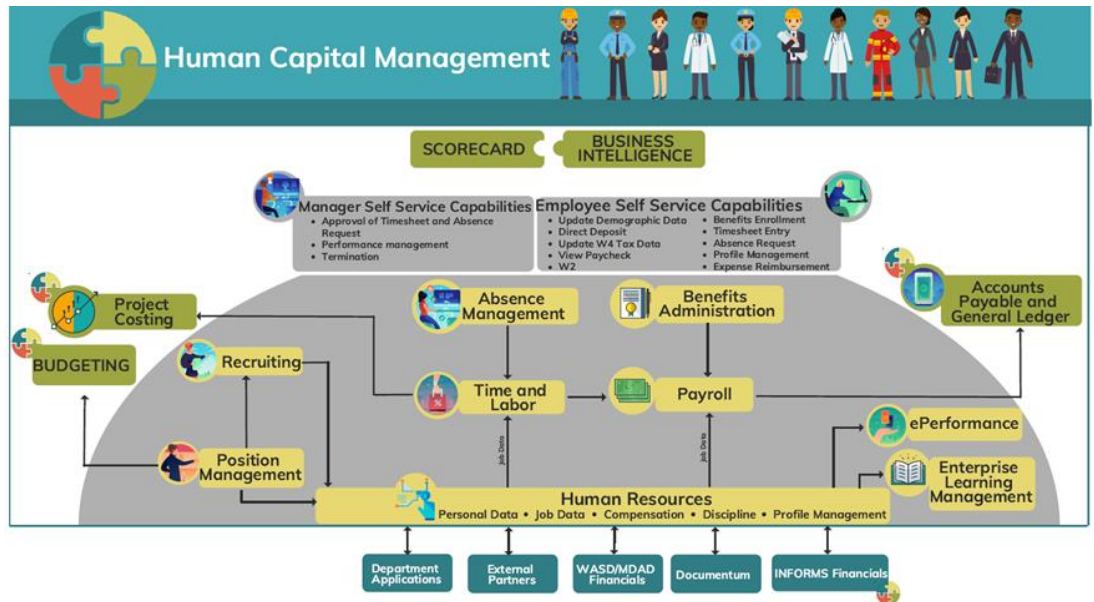 Human Capital Management
SCORECARD
BUSINESS
INTELLIGENCE
Manager Self Service Capabilities
• Approval of Timesheet and Absence
Request
• Performance management
• Termination
Employee Self Service Capabilities
• Update Demographic Data
• Direct Deposit
• Update W4 Tax Data
• View Paycheck
• W2
• Benefits Enrollment
• Timesheet Entry
• Absence Request
• Profile Management
• Expense Reimbursement
Project
Costing
Absence
Management
Benefits
Administration
Accounts
Payable and
General Ledger
BUDGETING
Recruiting
Time and
Labor
Payroll
ePerformance
Position
Management
Job Data
Job Data
Enterprise
Learning
Management
Human Resources
Personal Data • Job Data • Compensation • Discipline • Profile Management
Department
Applications
External
Partners
WASD/MDAD
Financials
Documentum
INFORMS Financials